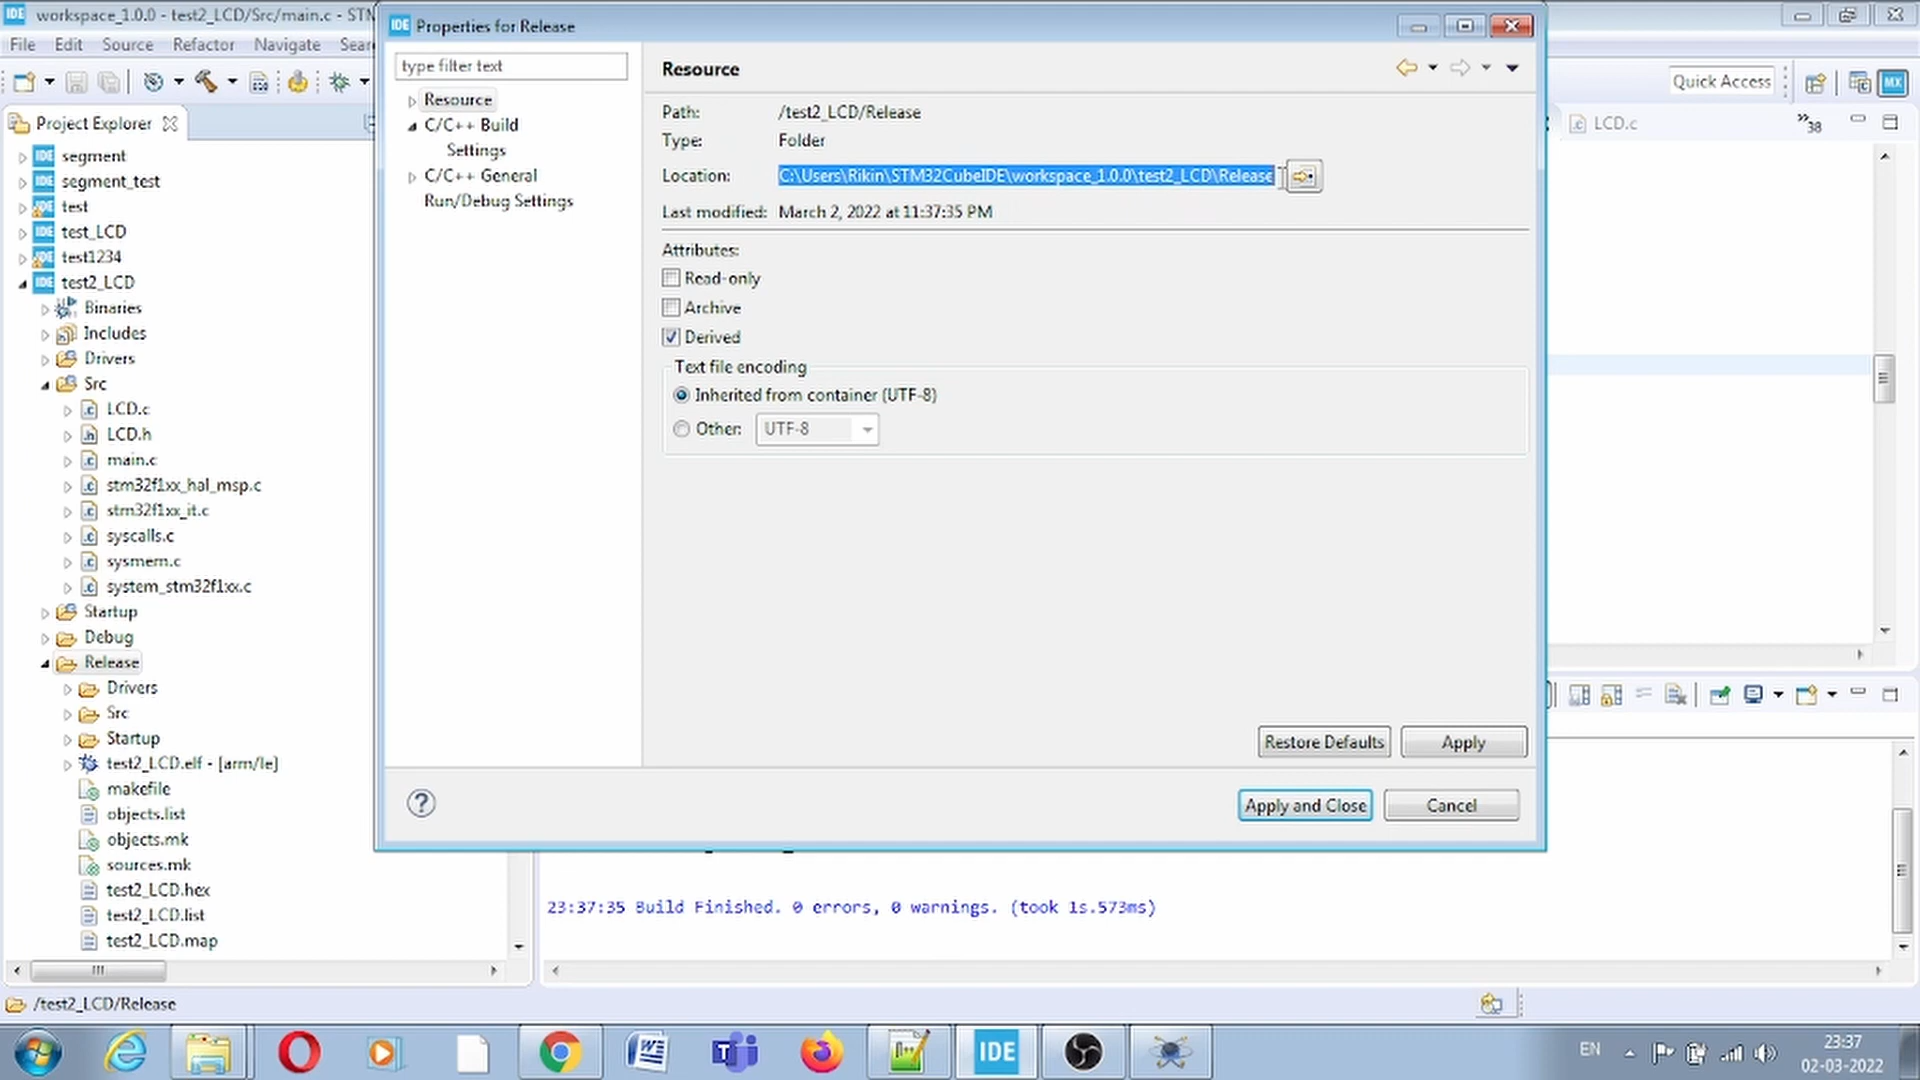 workspace_1.0.0 - test2_LCD/Src/main.c - STM
File Edit Source Refactor Navigate Sear
Project Explorer
segment
segment_test
test
test_LCD
test1234
test2_LCD
Binaries
Includes
Drivers
Src
LCD.c
LCD.h
main.c
stm32f1xx_hal_msp.c
stm32f1xx_it.c
syscalls.c
sysmem.c
system_stm32f1xx.c
Startup
Debug
Release
Drivers
Src
Startup
test2_LCD.elf - [arm/le]
makefile
objects.list
objects.mk
sources.mk
test2_LCD.hex
test2_LCD.list
test2_LCD.map
IDE Properties for Release
type filter text
Resource
C/C++ Build
Settings
C/C++ General
Run/Debug Settings
Resource
Path: /test2_LCD/Release
Type: Folder
Location: C:\Users\Rikin\STM32CubeIDE\workspace_1.0.0\test2_LCD\Release
Last modified: March 2, 2022 at 11:37:35 PM
Attributes:
Read-only
Archive
Derived
Text file encoding
Inherited from container (UTF-8)
Other: UTF-8
Restore Defaults Apply
Apply and Close Cancel
Quick Access
MX
LCD.c
38
23:37:35 Build Finished. 0 errors, 0 warnings. (took 1s.573ms)
/test2_LCD/Release
IDE
EN
23:37
02-03-2022